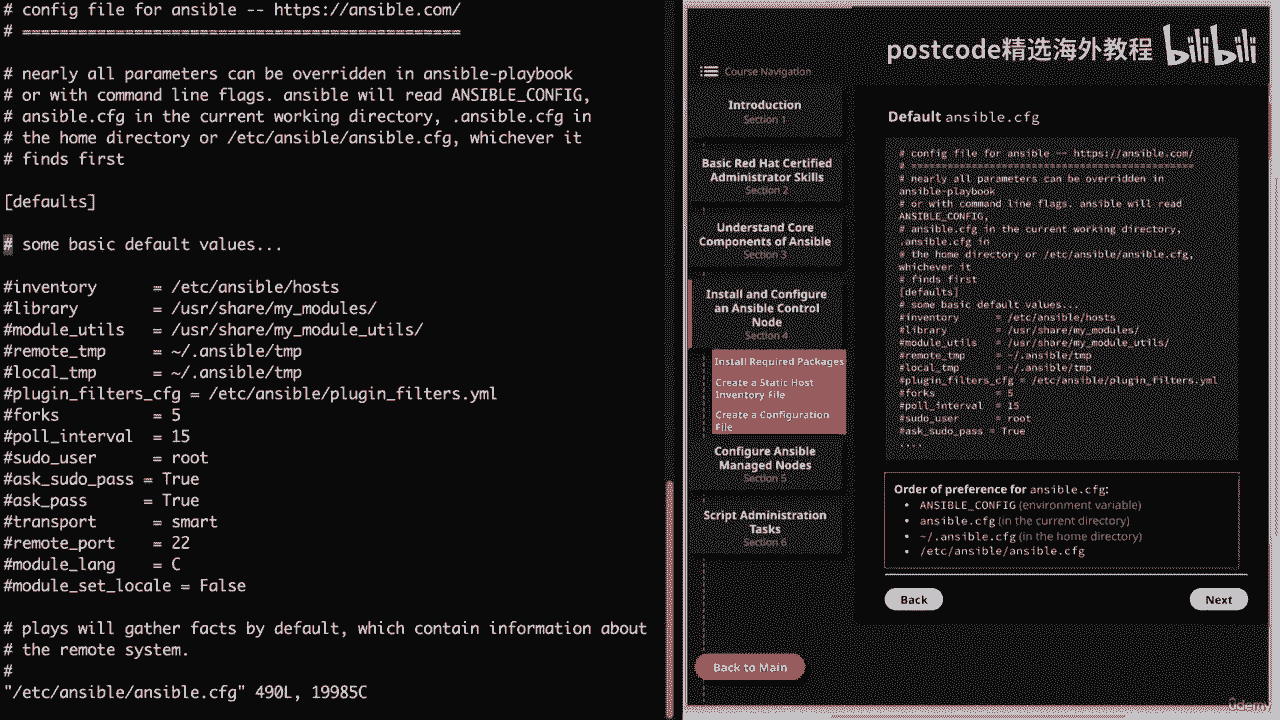 # config file for ansible -- https://ansible.com/
# ===============================================
# nearly all parameters can be overridden in ansible-playbook
# or with command line flags. ansible will read ANSIBLE_CONFIG,
# ansible.cfg in the current working directory, .ansible.cfg in
# the home directory or /etc/ansible/ansible.cfg, whichever it
# finds first
[defaults]
# some basic default values...
#inventory      = /etc/ansible/hosts
#library        = /usr/share/my_modules/
#module_utils   = /usr/share/my_module_utils/
#remote_tmp     = ~/.ansible/tmp
#local_tmp      = ~/.ansible/tmp
#plugin_filters_cfg = /etc/ansible/plugin_filters.yml
#forks          = 5
#poll_interval  = 15
#sudo_user      = root
#ask_sudo_pass = True
#ask_pass      = True
#transport      = smart
#remote_port    = 22
#module_lang    = C
#module_set_locale = False
# plays will gather facts by default, which contain information about
# the remote system.
#
"/etc/ansible/ansible.cfg" 490L, 19985C
postcode精选海外教程 bilibili
Course Navigation
Introduction
Section 1
Basic Red Hat Certified
Administrator Skills
Section 2
Understand Core
Components of Ansible
Section 3
Install and Configure
an Ansible Control
Node
Section 4
Install Required Packages
Create a Static Host
Inventory File
Create a Configuration
File
Configure Ansible
Managed Nodes
Section 5
Script Administration
Tasks
Section 6
Back to Main
Default ansible.cfg
# config file for ansible -- https://ansible.com/
# ===============================================
# nearly all parameters can be overridden in
ansible-playbook
# or with command line flags. ansible will read
ANSIBLE_CONFIG,
# ansible.cfg in the current working directory,
.ansible.cfg in
# the home directory or /etc/ansible/ansible.cfg,
whichever it
# finds first
[defaults]
# some basic default values...
#inventory      = /etc/ansible/hosts
#library        = /usr/share/my_modules/
#module_utils   = /usr/share/my_module_utils/
#remote_tmp     = ~/.ansible/tmp
#local_tmp      = ~/.ansible/tmp
#plugin_filters_cfg = /etc/ansible/plugin_filters.yml
#forks          = 5
#poll_interval  = 15
#sudo_user      = root
#ask_sudo_pass = True
....
Order of preference for ansible.cfg:
• ANSIBLE_CONFIG (environment variable)
• ansible.cfg (in the current directory)
• ~/.ansible.cfg (in the home directory)
• /etc/ansible/ansible.cfg
Back
Next
ûdemy